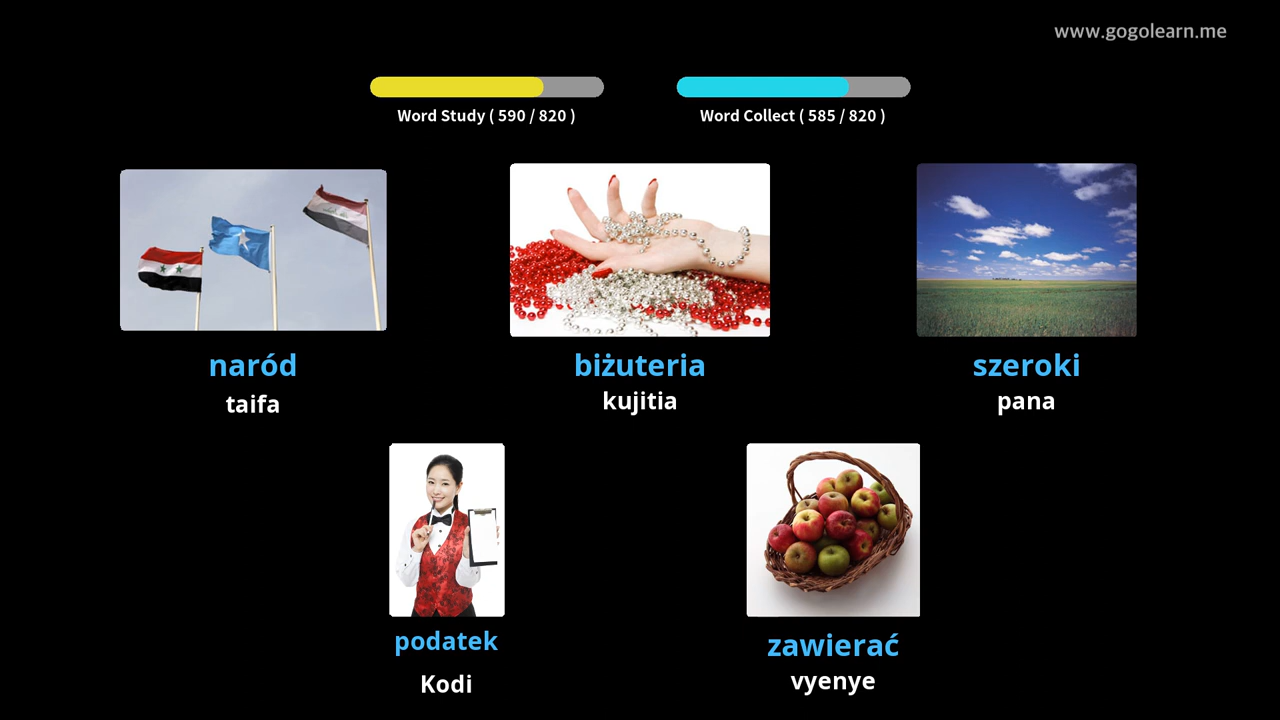 www.gogolearn.me
Word Study ( 590 / 820 )
Word Collect ( 585 / 820 )
naród
taifa
biżuteria
kujitia
szeroki
pana
podatek
Kodi
zawierać
vyenye